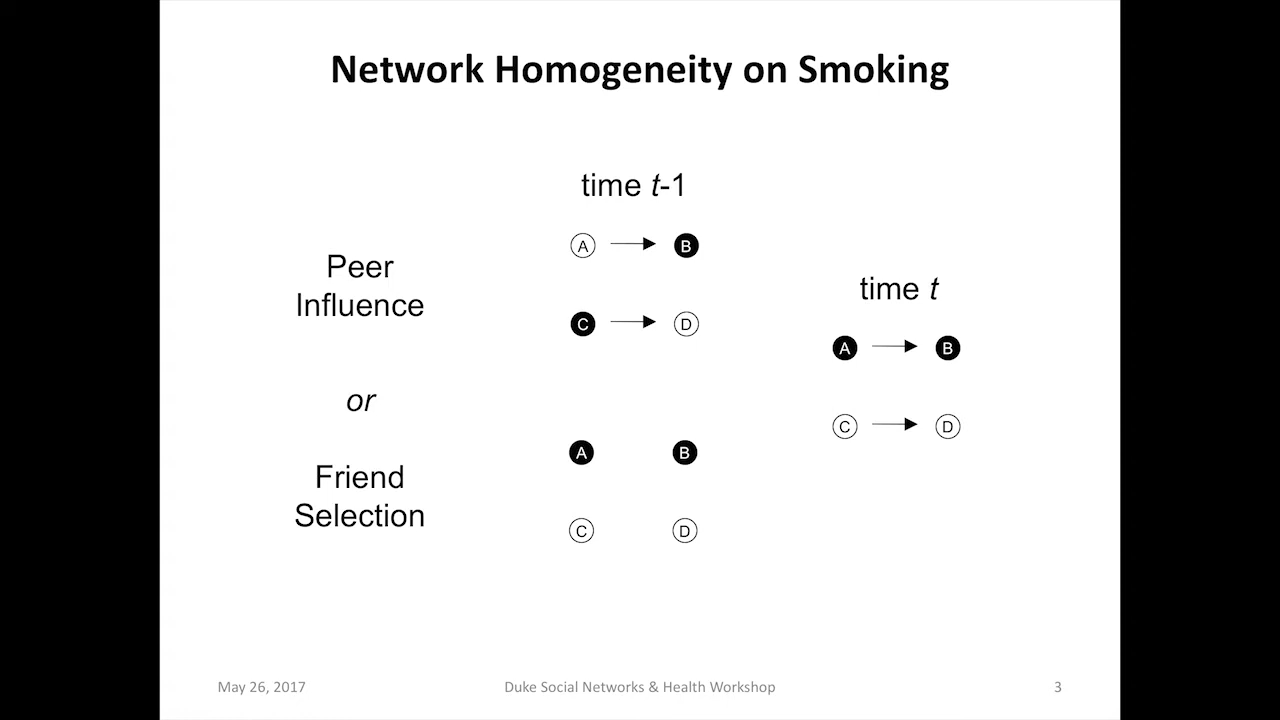 Network Homogeneity on Smoking
time t-1
A B
Peer
Influence
C D
time t
A B
C D
or
Friend
Selection
A B
C D
May 26, 2017
Duke Social Networks & Health Workshop
3